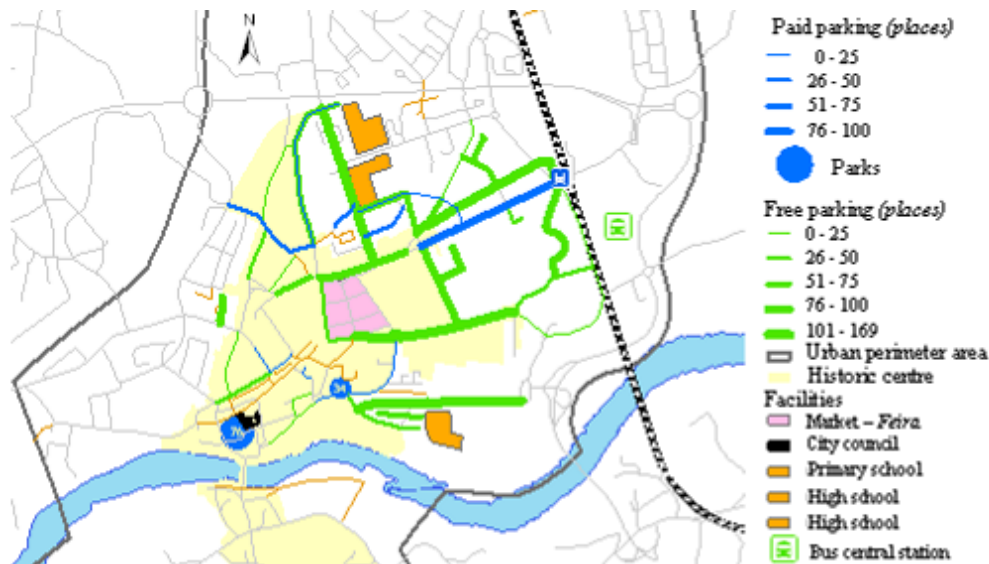 N
34
Paid parking (places)
0 - 25
26 - 50
51 - 75
76 - 100
Parks
Free parking (places)
0 - 25
26 - 50
51 - 75
76 - 100
101 - 169
Urban perimeter area
Historic centre
Facilities
Market – Feira
City council
Primary school
High school
High school
Bus central station